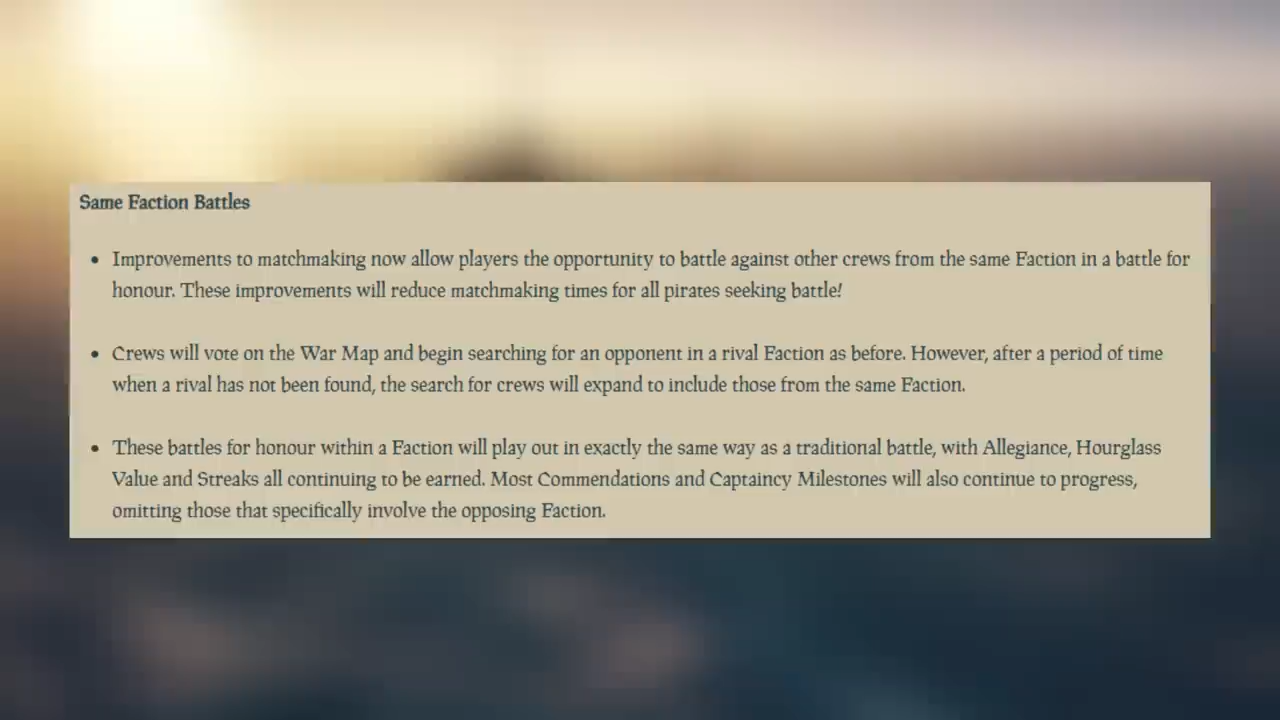 Same Faction Battles
• Improvements to matchmaking now allow players the opportunity to battle against other crews from the same Faction in a battle for
honour. These improvements will reduce matchmaking times for all pirates seeking battle!
• Crews will vote on the War Map and begin searching for an opponent in a rival Faction as before. However, after a period of time
when a rival has not been found, the search for crews will expand to include those from the same Faction.
• These battles for honour within a Faction will play out in exactly the same way as a traditional battle, with Allegiance, Hourglass
Value and Streaks all continuing to be earned. Most Commendations and Captaincy Milestones will also continue to progress,
omitting those that specifically involve the opposing Faction.